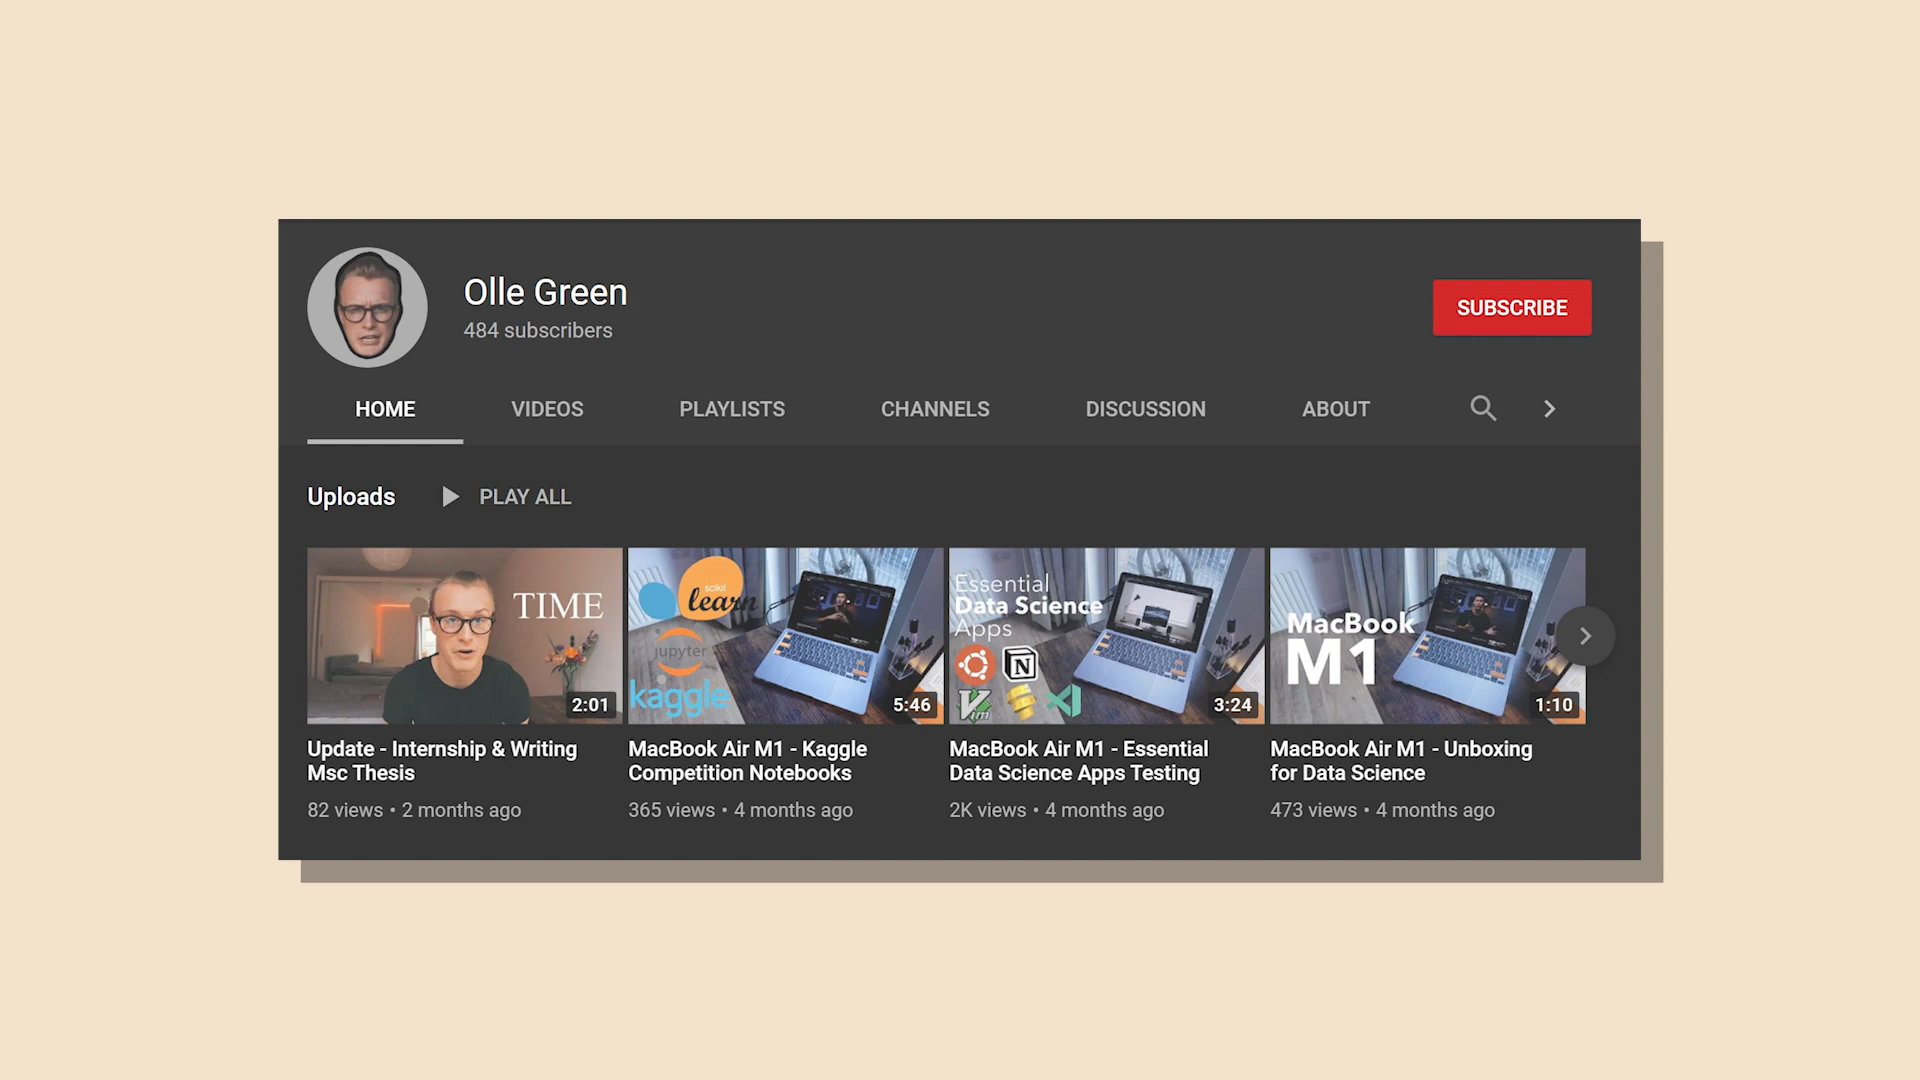 Olle Green
484 subscribers
SUBSCRIBE
HOME VIDEOS PLAYLISTS CHANNELS DISCUSSION ABOUT
Uploads PLAY ALL
TIME
2:01
scikit
learn
jupyter
kaggle
5:46
Essential
Data Science
Apps
N
Vim
3:24
MacBook
M1
1:10
Update - Internship & Writing
Msc Thesis
82 views • 2 months ago
MacBook Air M1 - Kaggle
Competition Notebooks
365 views • 4 months ago
MacBook Air M1 - Essential
Data Science Apps Testing
2K views • 4 months ago
MacBook Air M1 - Unboxing
for Data Science
473 views • 4 months ago